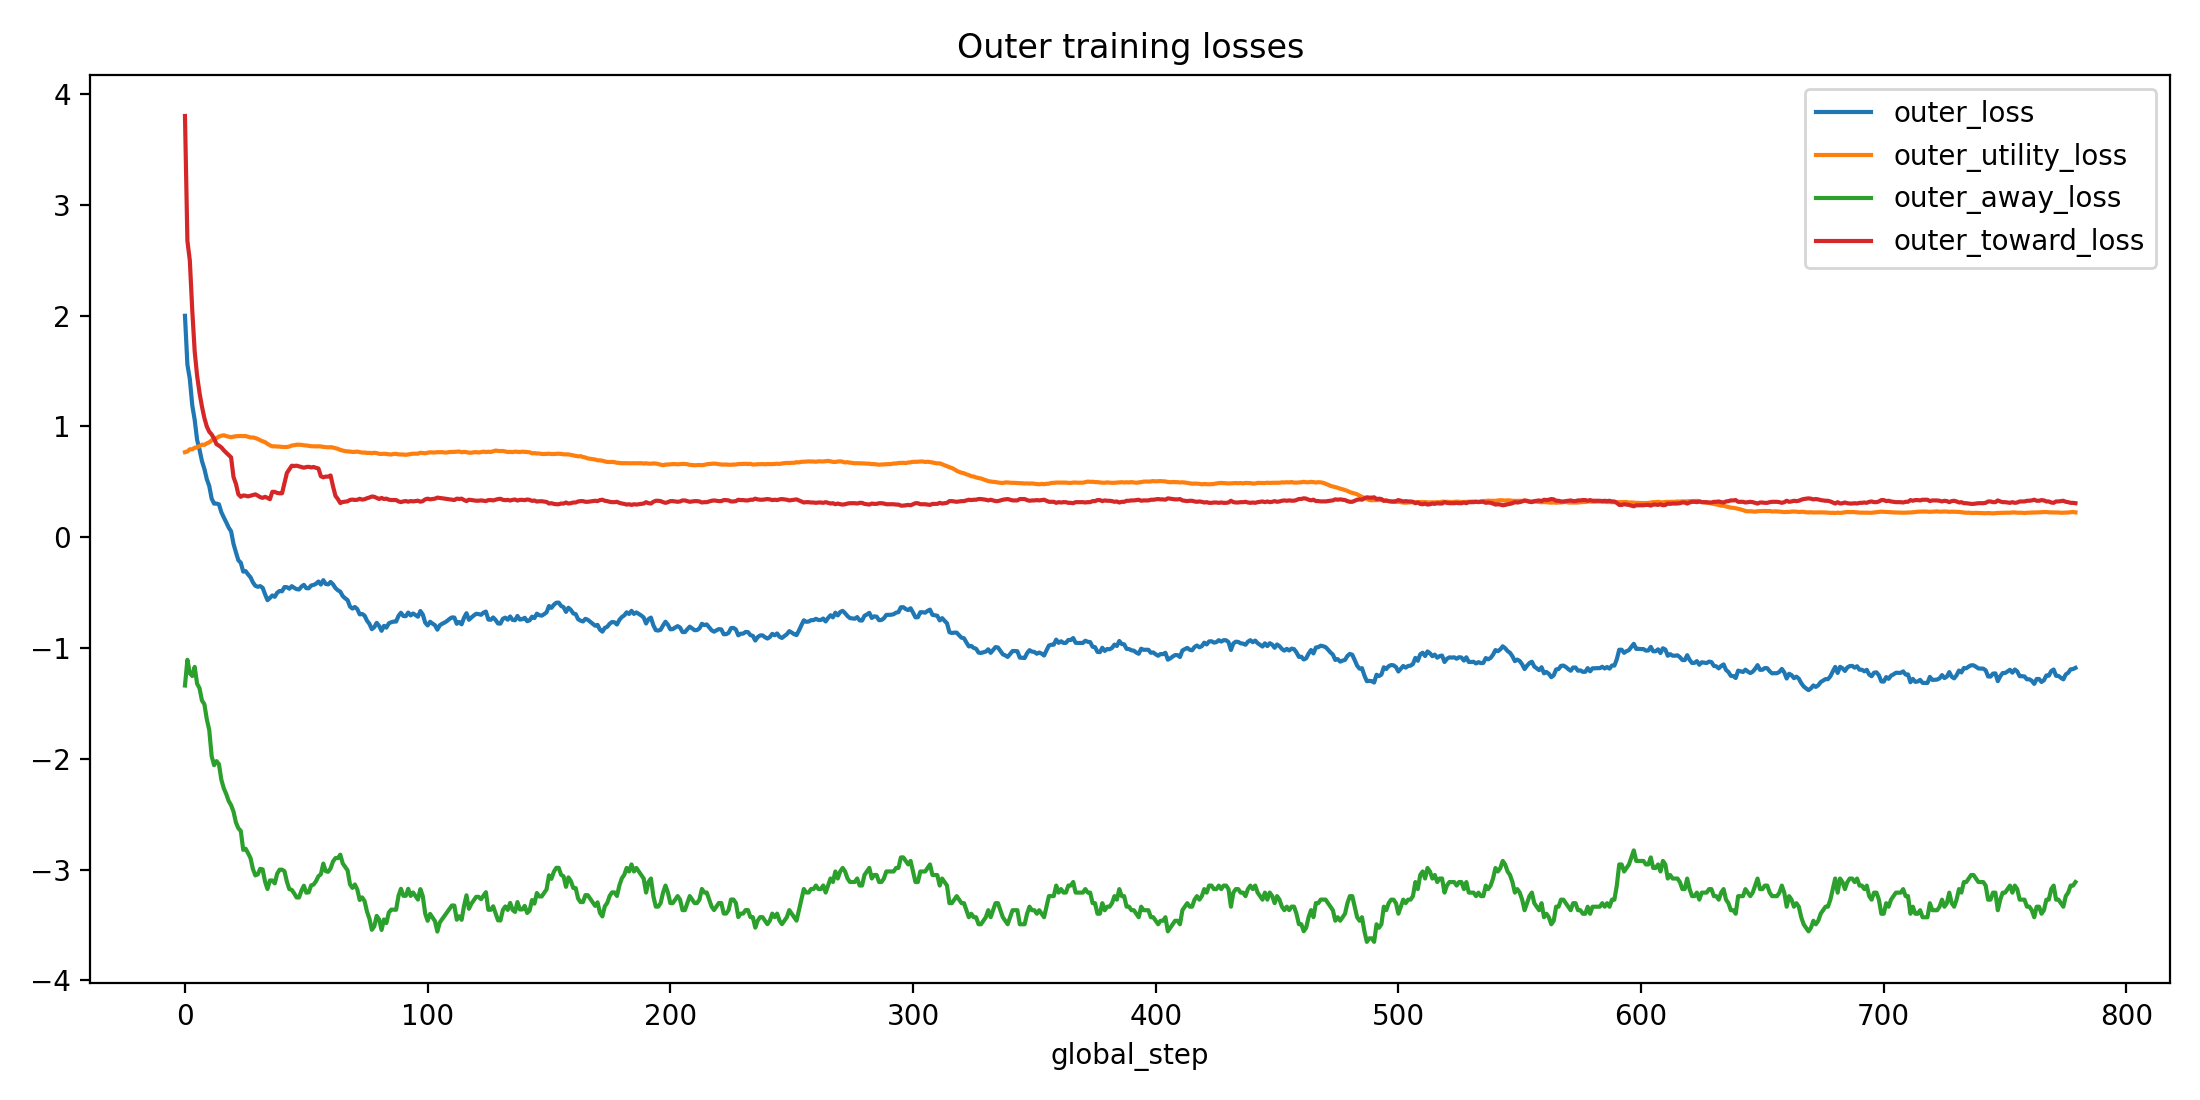 Outer training losses
4
3
2
1
0
−1
−2
−3
−4
outer_loss
outer_utility_loss
outer_away_loss
outer_toward_loss
0 100 200 300 400 500 600 700 800
global_step